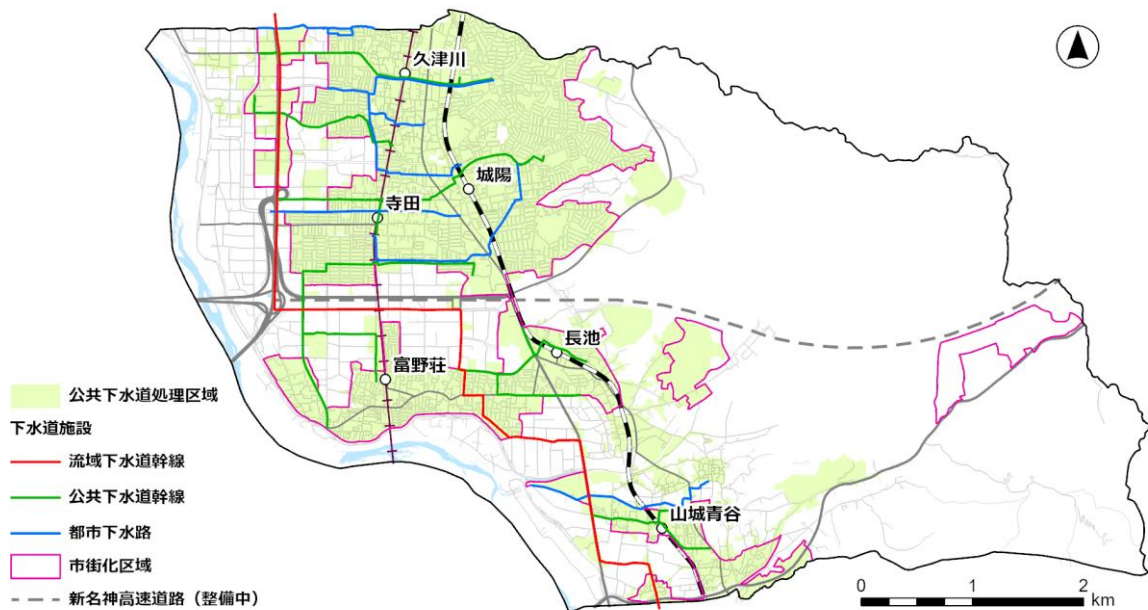 久津川
城陽
寺田
長池
富野荘
山城青谷
公共下水道処理区域
下水道施設
流域下水道幹線
公共下水道幹線
都市下水路
市街化区域
新名神高速道路（整備中）
0 1 2
km